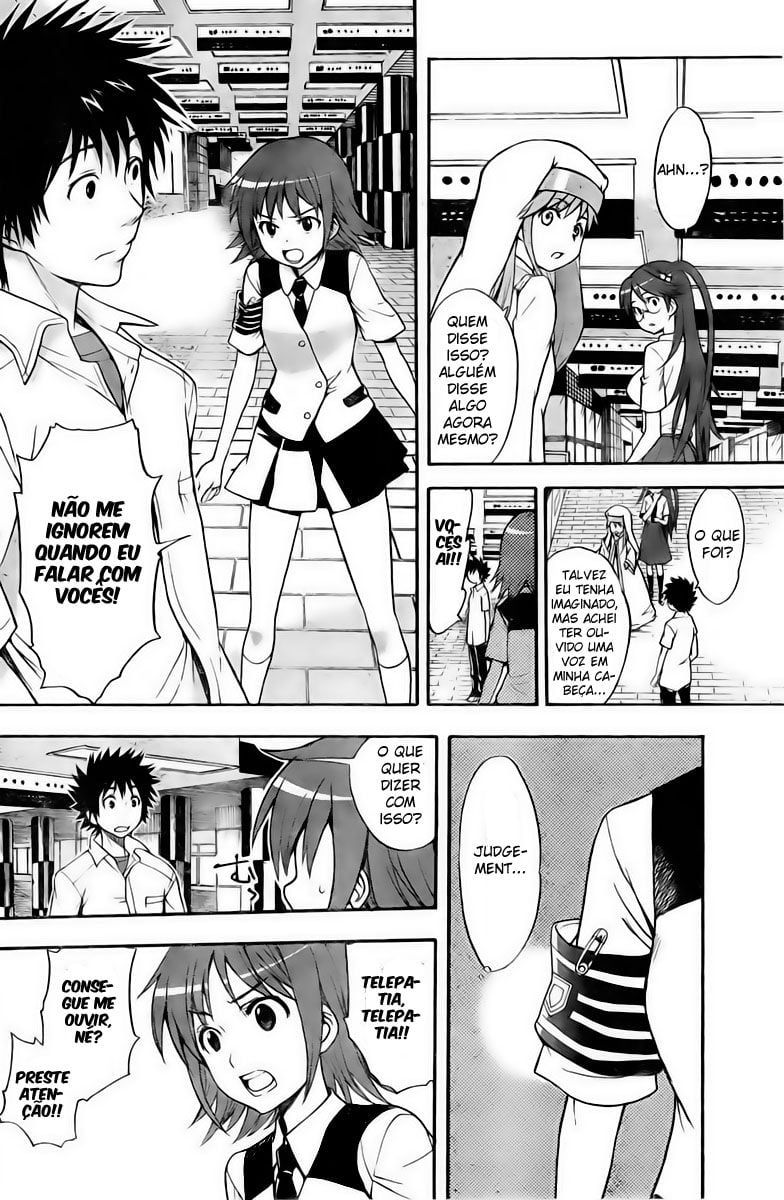 AHN...?
QUEM
DISSE
ISSO?
ALGUÉM
DISSE
ALGO
AGORA
MESMO?
O QUE
FOI?
TALVEZ
EU TENHA
IMAGINADO,
MAS ACHEI
TER OU-
VIDO UMA
VOZ EM
MINHA CA-
BEÇA...
VO-
CÊS
AÍ!!
NÃO ME
IGNOREM
QUANDO EU
FALAR COM
VOCÊS!
JUDGE-
MENT...
O QUE
QUER
DIZER
COM
ISSO?
む
TELEPA-
TIA,
TELEPA-
TIA!!
CONSE-
GUE ME
OUVIR,
NÉ?
PRESTE
ATEN-
ÇÃO!!